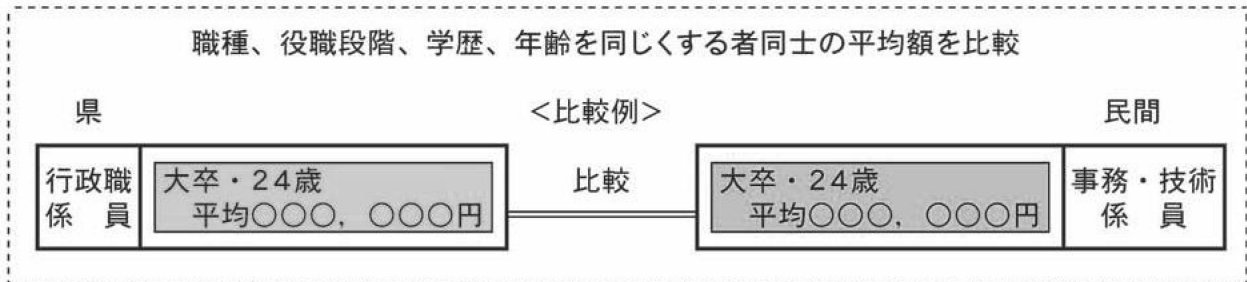 職種、役職段階、学歴、年齢を同じくする者同士の平均額を比較
県
<比較例>
民間
行政職
係　員
大卒・24歳
平均○○○，○○○円
比較
大卒・24歳
平均○○○，○○○円
事務・技術
係　員